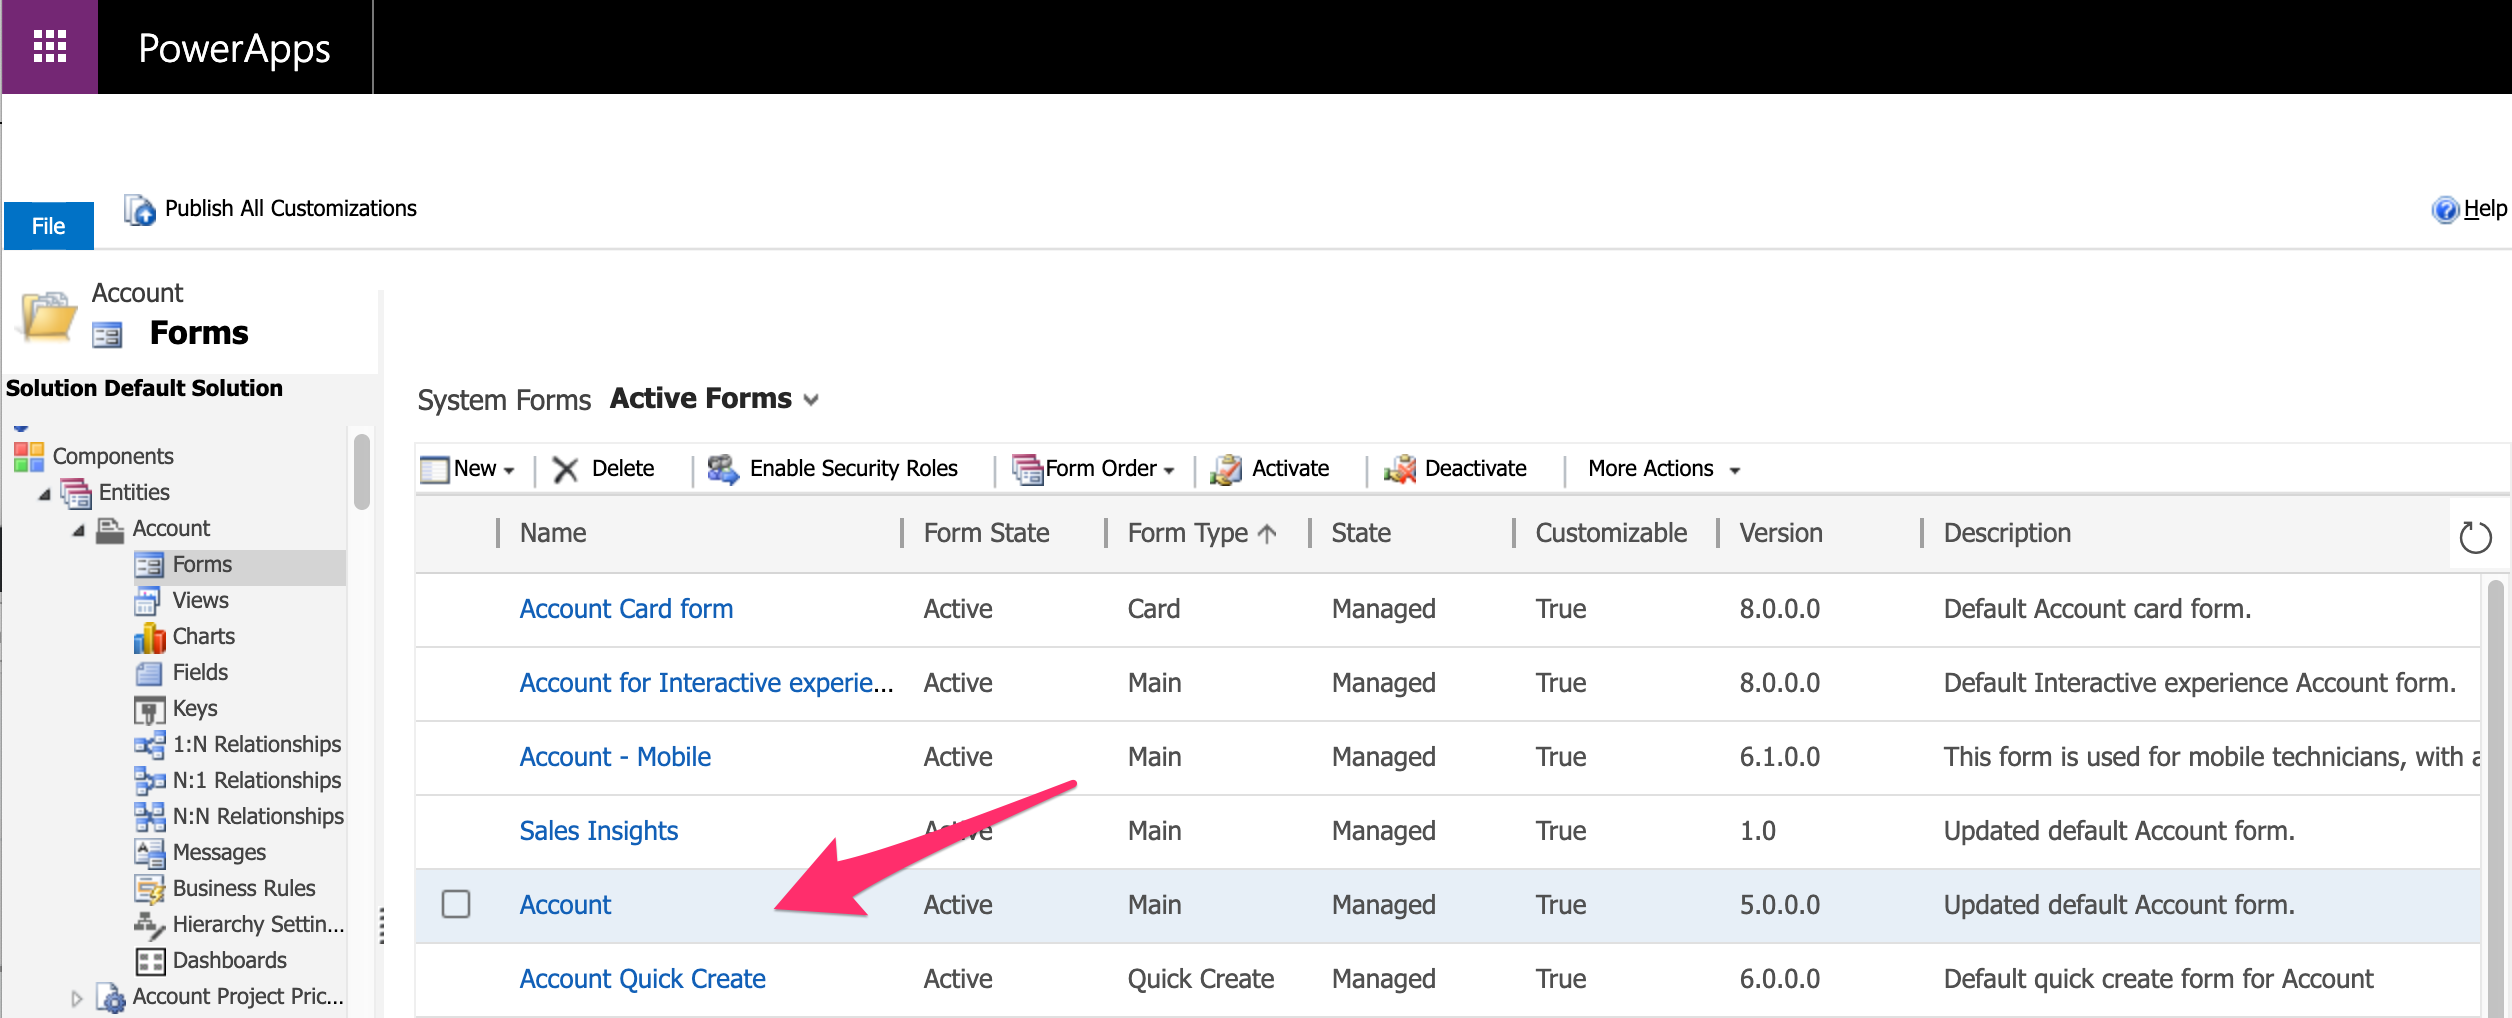 PowerApps
File
Publish All Customizations
Help
Account
Forms
Solution Default Solution
Components
Entities
Account
Forms
Views
Charts
Fields
Keys
1:N Relationships
N:1 Relationships
N:N Relationships
Messages
Business Rules
Hierarchy Settin...
Dashboards
Account Project Pric...
System Forms Active Forms
New Delete Enable Security Roles Form Order Activate Deactivate More Actions
Name Form State Form Type State Customizable Version Description
Account Card form Active Card Managed True 8.0.0.0 Default Account card form.
Account for Interactive experie... Active Main Managed True 8.0.0.0 Default Interactive experience Account form.
Account - Mobile Active Main Managed True 6.1.0.0 This form is used for mobile technicians, with a
Sales Insights Active Main Managed True 1.0 Updated default Account form.
Account Active Main Managed True 5.0.0.0 Updated default Account form.
Account Quick Create Active Quick Create Managed True 6.0.0.0 Default quick create form for Account